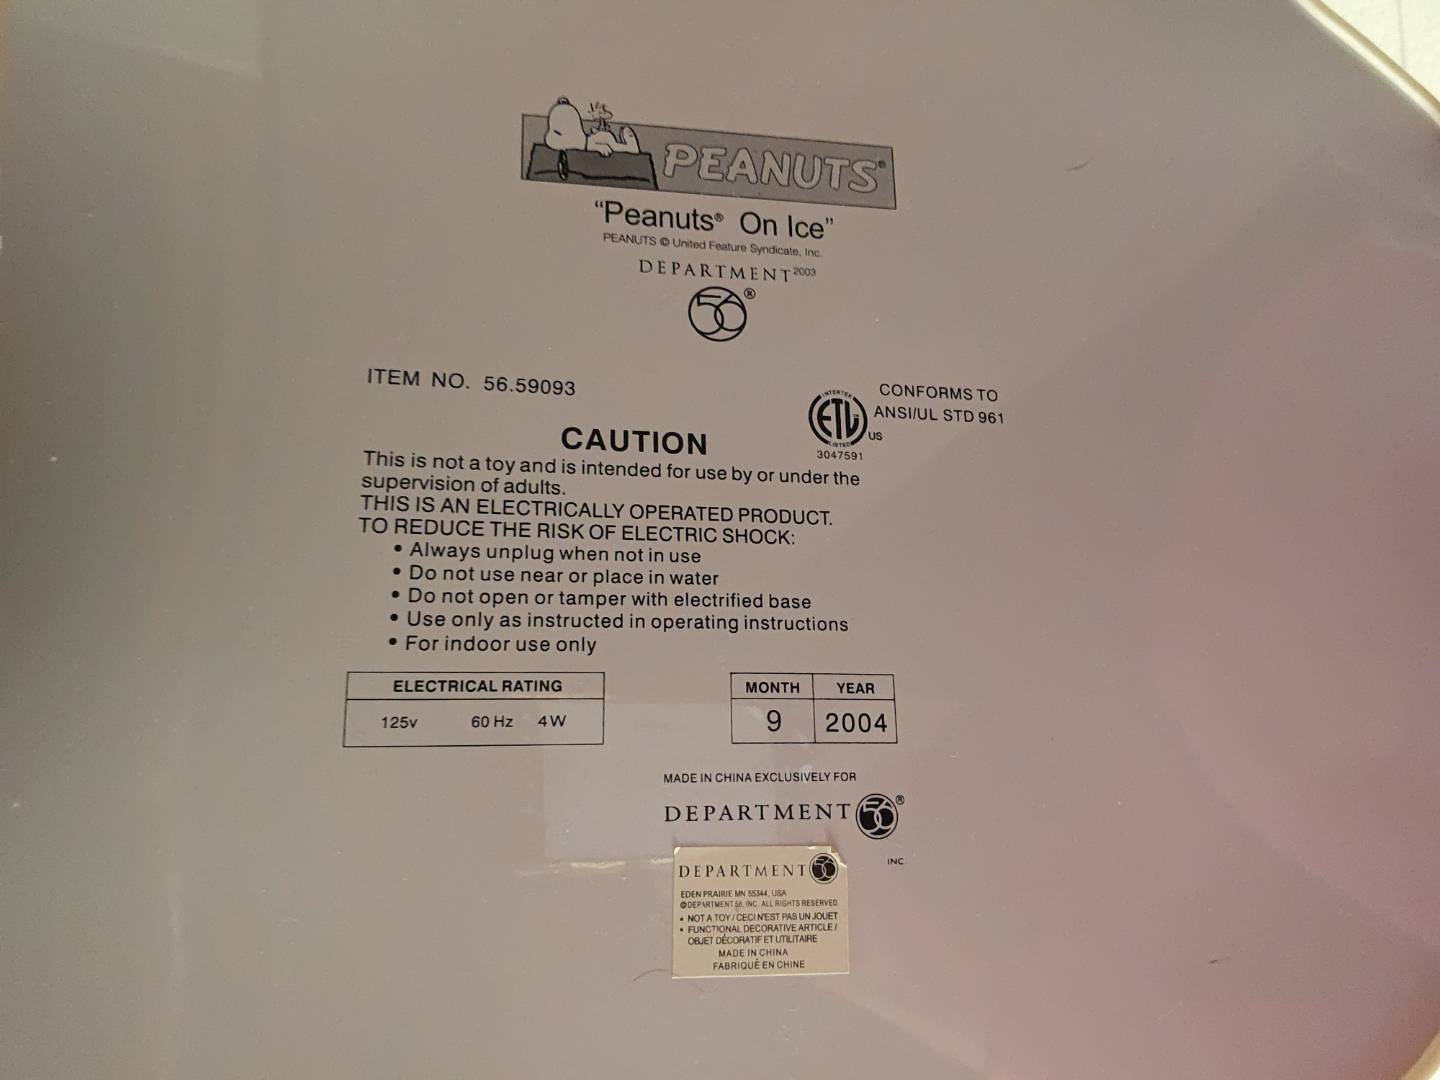 PEANUTS®
"Peanuts® On Ice"
PEANUTS © United Feature Syndicate, Inc.
DEPARTMENT 2003
56®
ITEM NO. 56.59093
INTERTEK
ETL
LISTED
US
3047591
CONFORMS TO
ANSI/UL STD 961
CAUTION
This is not a toy and is intended for use by or under the
supervision of adults.
THIS IS AN ELECTRICALLY OPERATED PRODUCT.
TO REDUCE THE RISK OF ELECTRIC SHOCK:
• Always unplug when not in use
• Do not use near or place in water
• Do not open or tamper with electrified base
• Use only as instructed in operating instructions
• For indoor use only
ELECTRICAL RATING
125v 60 Hz 4W
MONTH YEAR
9 2004
MADE IN CHINA EXCLUSIVELY FOR
DEPARTMENT 56®
INC.
DEPARTMENT 56
EDEN PRAIRIE MN 55344, USA
© DEPARTMENT 56, INC. ALL RIGHTS RESERVED
• NOT A TOY / CECI N'EST PAS UN JOUET
• FUNCTIONAL DECORATIVE ARTICLE /
OBJET DÉCORATIF ET UTILITAIRE
MADE IN CHINA
FABRIQUÉ EN CHINE